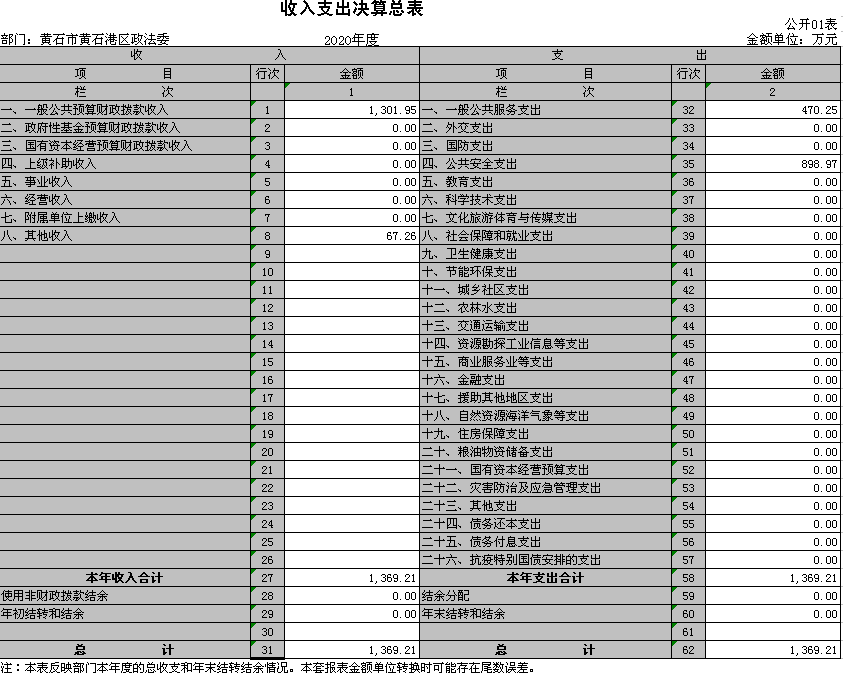 收入支出决算总表
公开01表
部门：黄石市黄石港区政法委 2020年度 金额单位：万元
收 入 支 出
项 目 行次 金额 项 目 行次 金额
栏 次 1 栏 次 2
一、一般公共预算财政拨款收入 1 1,301.95 一、一般公共服务支出 32 470.25
二、政府性基金预算财政拨款收入 2 0.00 二、外交支出 33 0.00
三、国有资本经营预算财政拨款收入 3 0.00 三、国防支出 34 0.00
四、上级补助收入 4 0.00 四、公共安全支出 35 898.97
五、事业收入 5 0.00 五、教育支出 36 0.00
六、经营收入 6 0.00 六、科学技术支出 37 0.00
七、附属单位上缴收入 7 0.00 七、文化旅游体育与传媒支出 38 0.00
八、其他收入 8 67.26 八、社会保障和就业支出 39 0.00
9 九、卫生健康支出 40 0.00
10 十、节能环保支出 41 0.00
11 十一、城乡社区支出 42 0.00
12 十二、农林水支出 43 0.00
13 十三、交通运输支出 44 0.00
14 十四、资源勘探工业信息等支出 45 0.00
15 十五、商业服务业等支出 46 0.00
16 十六、金融支出 47 0.00
17 十七、援助其他地区支出 48 0.00
18 十八、自然资源海洋气象等支出 49 0.00
19 十九、住房保障支出 50 0.00
20 二十、粮油物资储备支出 51 0.00
21 二十一、国有资本经营预算支出 52 0.00
22 二十二、灾害防治及应急管理支出 53 0.00
23 二十三、其他支出 54 0.00
24 二十四、债务还本支出 55 0.00
25 二十五、债务付息支出 56 0.00
26 二十六、抗疫特别国债安排的支出 57 0.00
本年收入合计 27 1,369.21 本年支出合计 58 1,369.21
使用非财政拨款结余 28 0.00 结余分配 59 0.00
年初结转和结余 29 0.00 年末结转和结余 60 0.00
30 61
总 计 31 1,369.21 总 计 62 1,369.21
注：本表反映部门本年度的总收支和年末结转结余情况。本套报表金额单位转换时可能存在尾数误差。